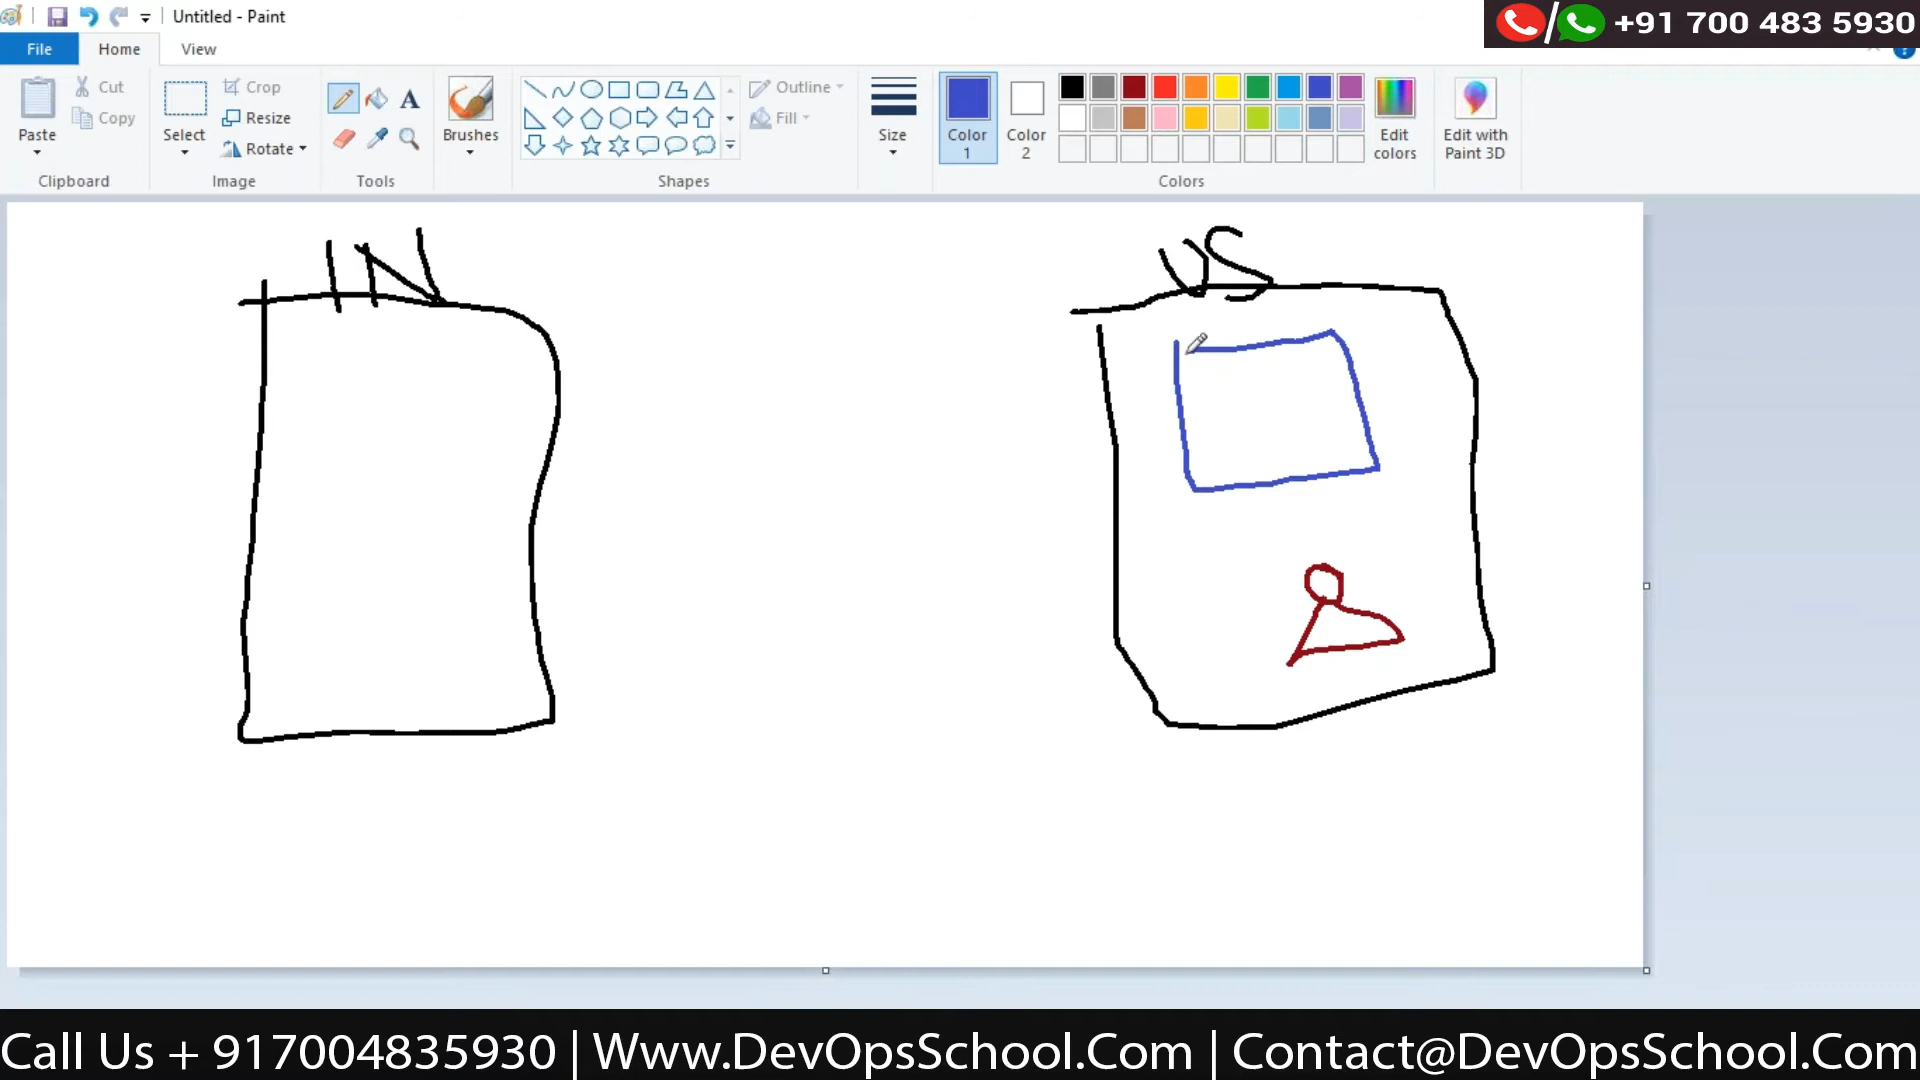 Untitled - Paint
+91 700 483 5930
File Home View
Paste
Cut
Copy
Clipboard
Select
Crop
Resize
Rotate
Image
A
Tools
Brushes
Shapes
Outline
Fill
Size
Color 1
Color 2
Colors
Edit colors
Edit with Paint 3D
IN
US
Call Us + 917004835930 | Www.DevOpsSchool.Com | Contact@DevOpsSchool.Com